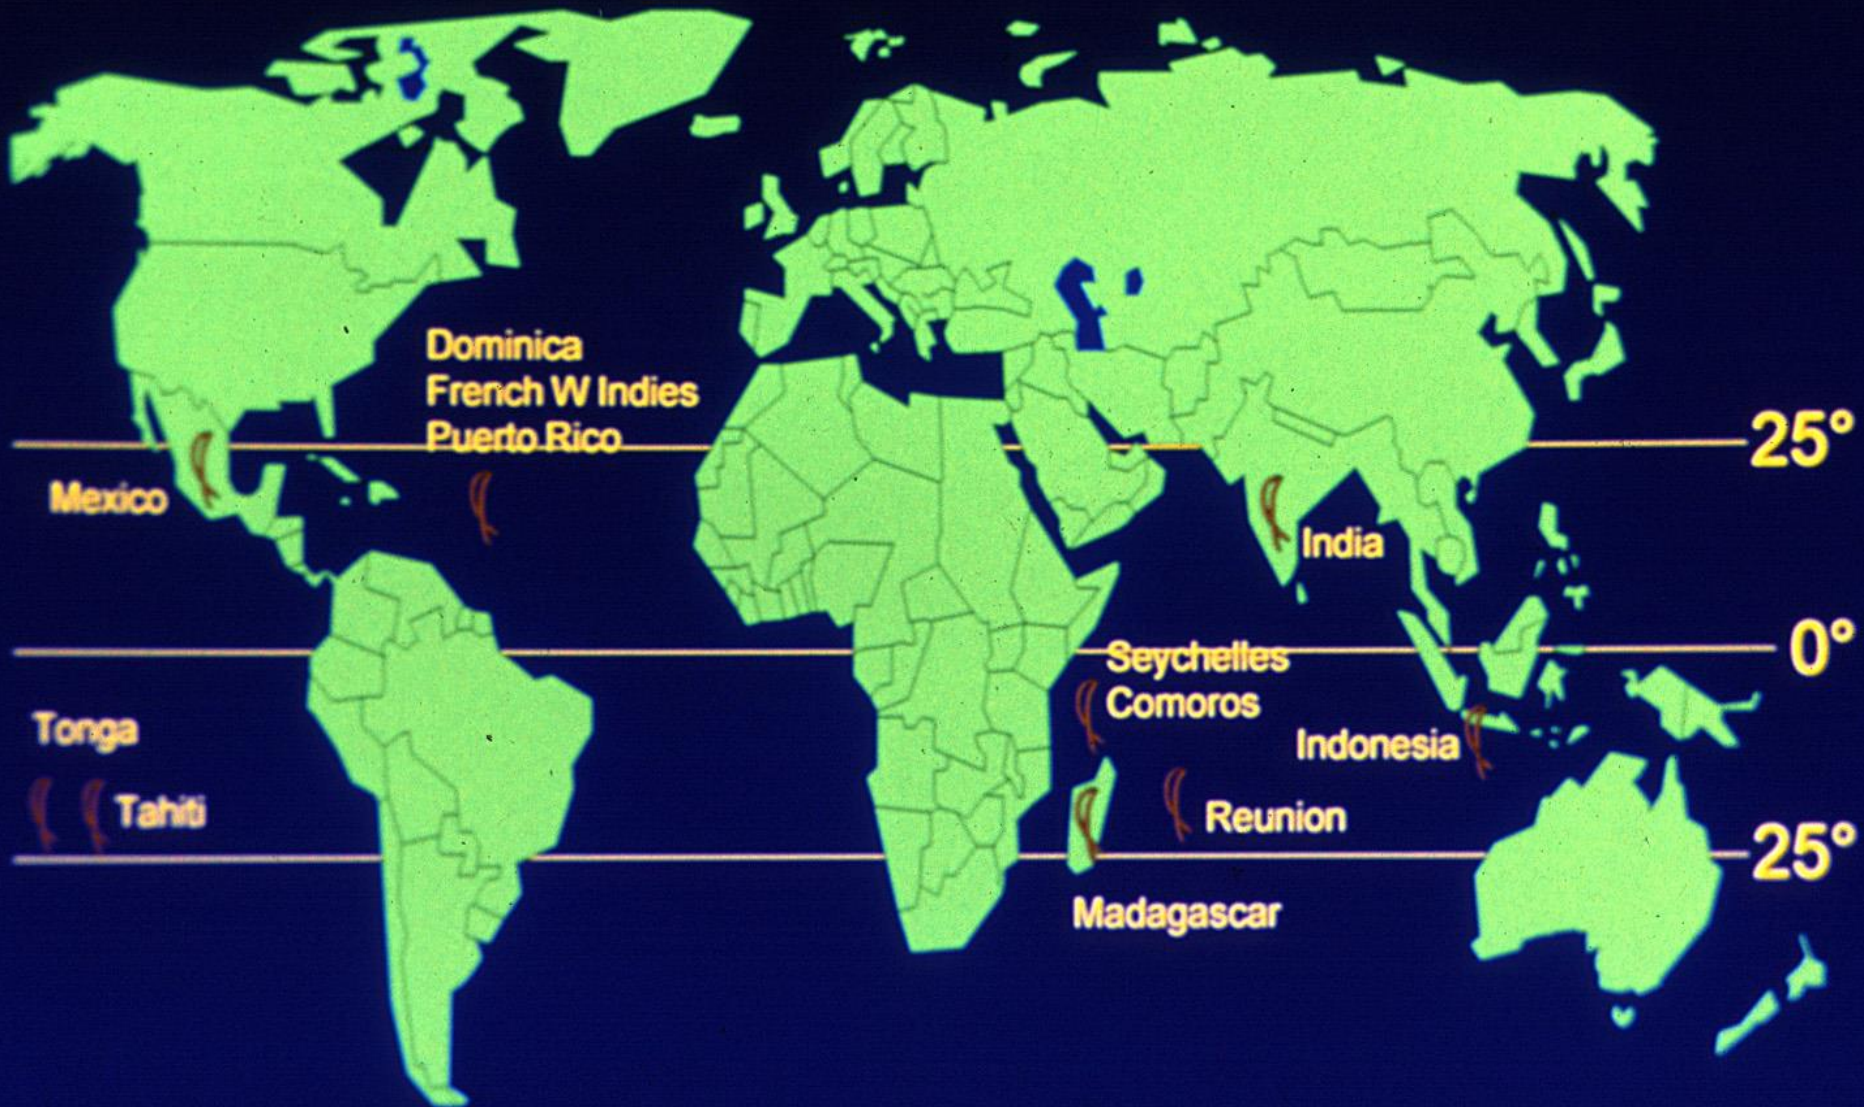 Dominica
French W Indies
Puerto Rico
25°
Mexico
India
0°
Seychelles
Comoros
Tonga
Indonesia
Tahiti
Reunion
25°
Madagascar